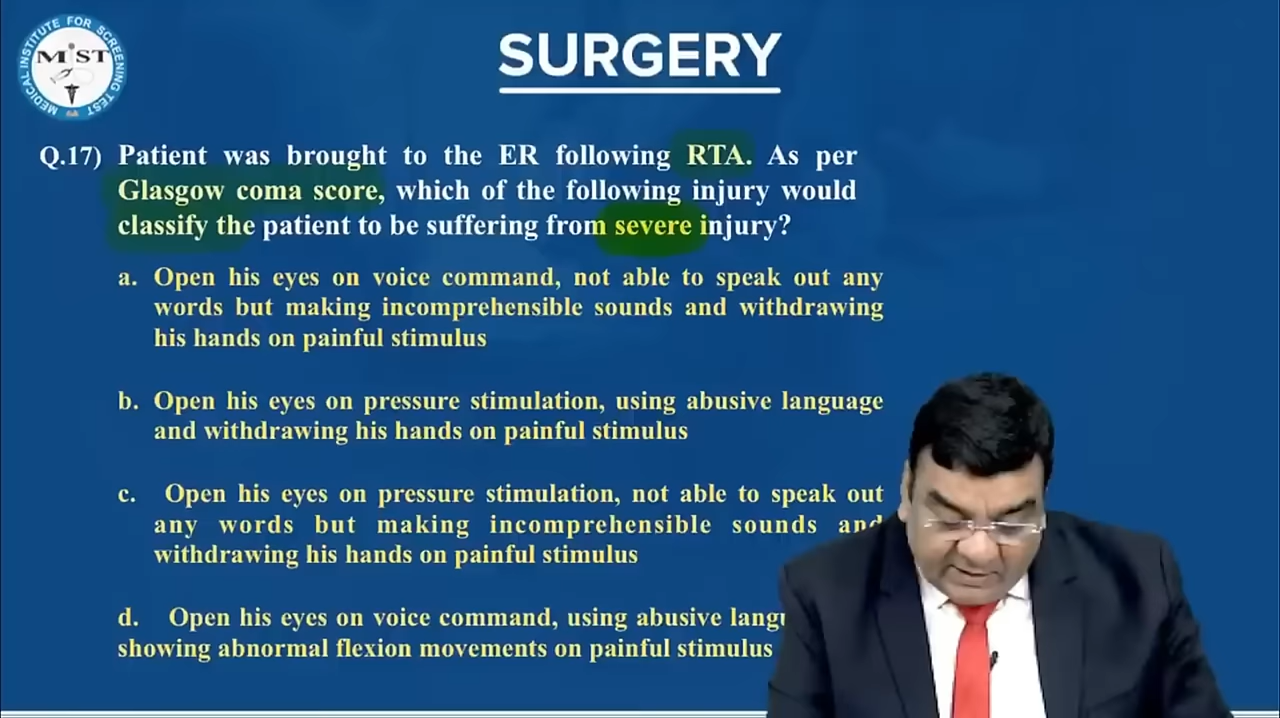 MEDICAL INSTITUTE FOR SCREENING TEST
MIST
SURGERY
Q.17) Patient was brought to the ER following RTA. As per
Glasgow coma score, which of the following injury would
classify the patient to be suffering from severe injury?
a. Open his eyes on voice command, not able to speak out any
words but making incomprehensible sounds and withdrawing
his hands on painful stimulus
b. Open his eyes on pressure stimulation, using abusive language
and withdrawing his hands on painful stimulus
c. Open his eyes on pressure stimulation, not able to speak out
any words but making incomprehensible sounds and
withdrawing his hands on painful stimulus
d. Open his eyes on voice command, using abusive
showing abnormal flexion movements on painful stimulus